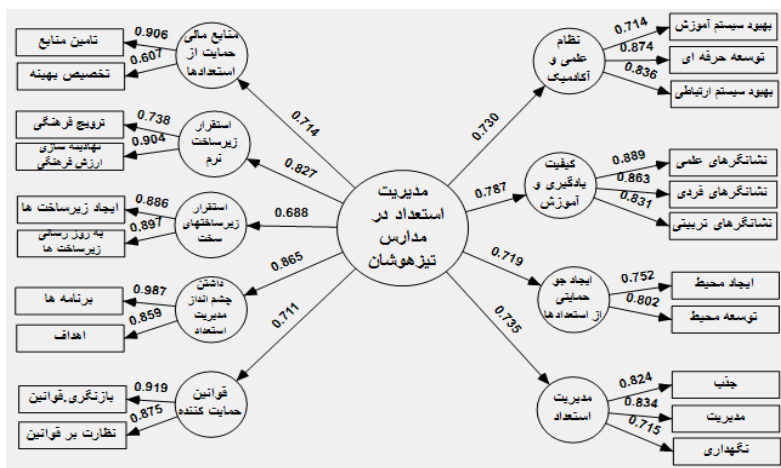 مدیریت
استعداد در
مدارس
تیزهوشان
نظام
علمی و
آکادمیک
0.730
بهبود سیستم آموزش
0.714
توسعه حرفه ای
0.874
بهبود سیستم ارتباطی
0.836
کیفیت
یادگیری و
آموزش
0.787
نشانگرهای علمی
0.889
نشانگرهای فردی
0.863
نشانگرهای تربیتی
0.831
ایجاد جو
حمایتی
از استعدادها
0.719
ایجاد محیط
0.752
توسعه محیط
0.802
مدیریت
استعداد
0.735
جذب
0.824
مدیریت
0.834
نگهداری
0.715
منابع مالی
حمایت از
استعدادها
0.714
تامین منابع
0.906
تخصیص بهینه
0.607
استقرار
زیرساخت
نرم
0.827
ترویج فرهنگی
0.738
نهادینه سازی
ارزش فرهنگی
0.904
استقرار
زیرساختهای
سخت
0.688
ایجاد زیرساخت ها
0.886
به روز رسانی
زیرساخت ها
0.897
داشتن
چشم انداز
مدیریت
استعداد
0.865
برنامه ها
0.987
اهداف
0.859
قوانین
حمایت کننده
0.711
بازنگری.قوانین
0.919
نظارت بر قوانین
0.875